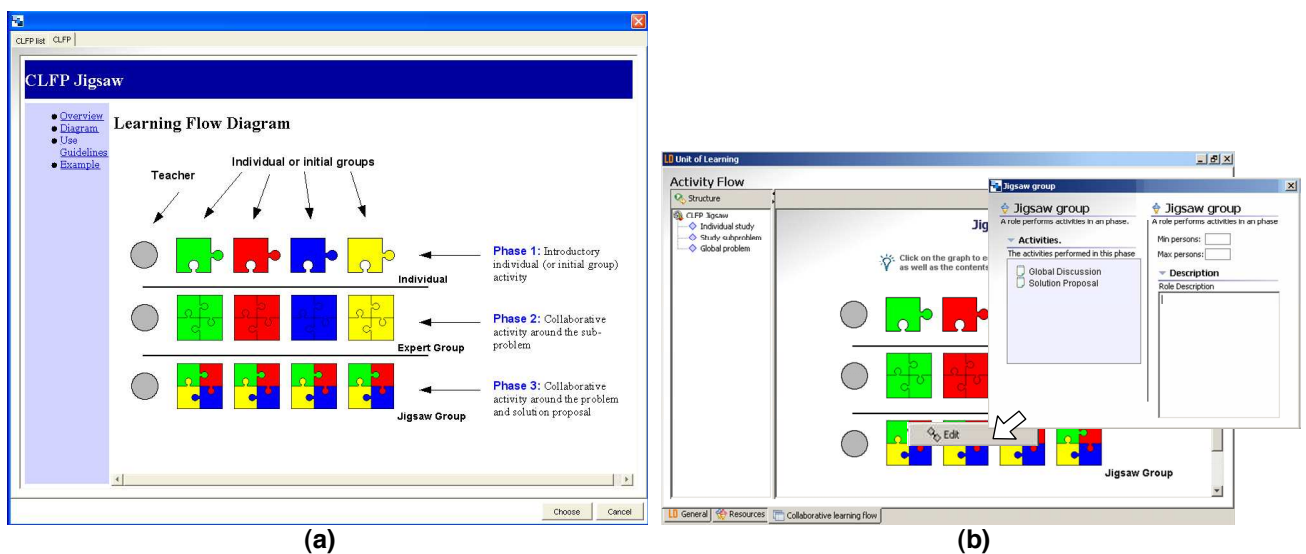 CLFP list CLFP
CLFP Jigsaw
Overview
Diagram
Use
Guidelines
Example
Learning Flow Diagram
Individual or initial groups
Teacher
Phase 1: Introductory
individual (or initial group)
activity
Individual
Phase 2: Collaborative
activity around the sub-
problem
Expert Group
Phase 3: Collaborative
activity around the problem
and solution proposal
Jigsaw Group
Choose Cancel
(a)
LD Unit of Learning
Activity Flow
Structure
CLFP Jigsaw
Individual study
Study subproblem
Global problem
Jig
Click on the graph to e
as well as the contents
Edit
Jigsaw Group
LD General Resources Collaborative learning flow
Jigsaw group
Jigsaw group
A role performs activities in an phase.
Activities.
The activities performed in this phase
Global Discussion
Solution Proposal
Jigsaw group
A role performs activities in an phase
Min persons:
Max persons:
Description
Role Description
(b)